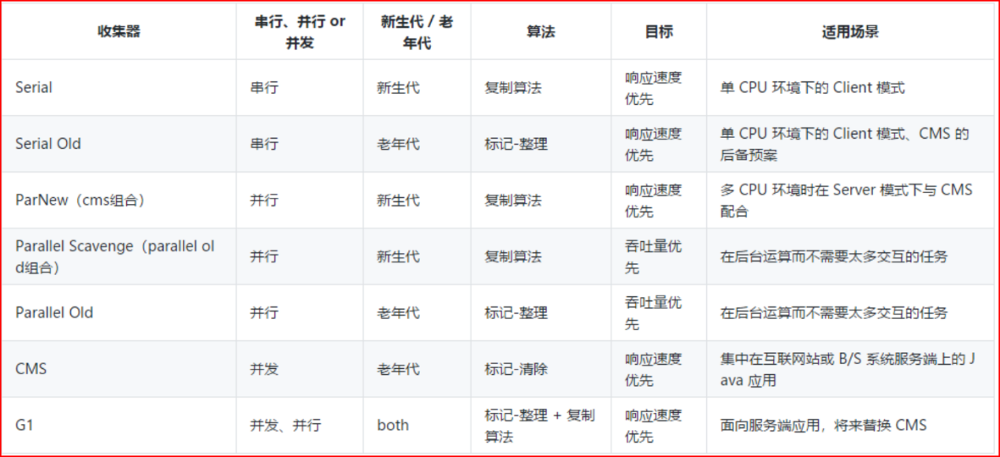 收集器
串行、并行 or
并发
新生代 / 老
年代
算法
目标
适用场景
Serial
串行
新生代
复制算法
响应速度
优先
单 CPU 环境下的 Client 模式
Serial Old
串行
老年代
标记-整理
响应速度
优先
单 CPU 环境下的 Client 模式、CMS 的
后备预案
ParNew（cms组合）
并行
新生代
复制算法
响应速度
优先
多 CPU 环境时在 Server 模式下与 CMS
配合
Parallel Scavenge（parallel ol
d组合）
并行
新生代
复制算法
吞吐量优
先
在后台运算而不需要太多交互的任务
Parallel Old
并行
老年代
标记-整理
吞吐量优
先
在后台运算而不需要太多交互的任务
CMS
并发
老年代
标记-清除
响应速度
优先
集中在互联网站或 B/S 系统服务端上的 J
ava 应用
G1
并发、并行
both
标记-整理 + 复制
算法
响应速度
优先
面向服务端应用，将来替换 CMS